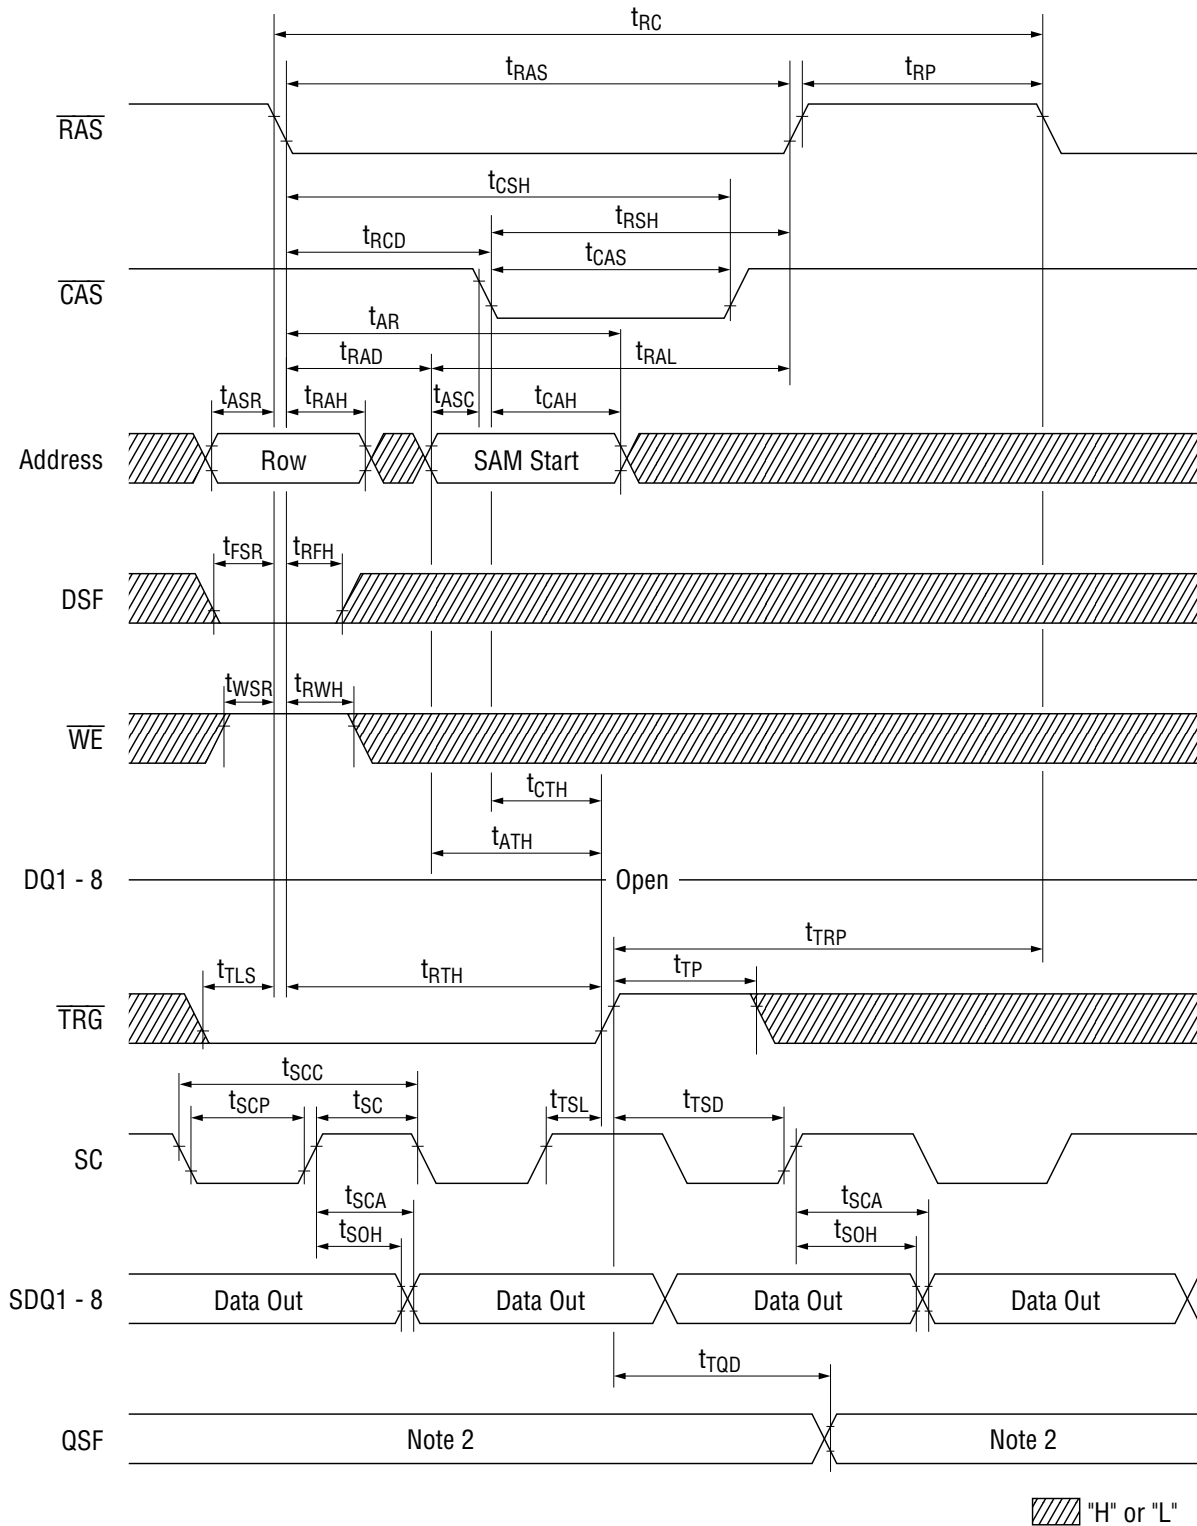 tRC
tRAS
tRP
RAS
tCSH
tRSH
tRCD
tCAS
CAS
tAR
tRAD
tRAL
tASR
tRAH
tASC
tCAH
Address
Row
SAM Start
tFSR
tRFH
DSF
tWSR
tRWH
WE
tCTH
tATH
DQ1 - 8
Open
tTRP
tTLS
tRTH
tTP
TRG
tSCC
tSCP
tSC
tTSL
tTSD
SC
tSCA
tSCA
tSOH
tSOH
SDQ1 - 8
Data Out
Data Out
Data Out
Data Out
tTQD
QSF
Note 2
Note 2
"H" or "L"